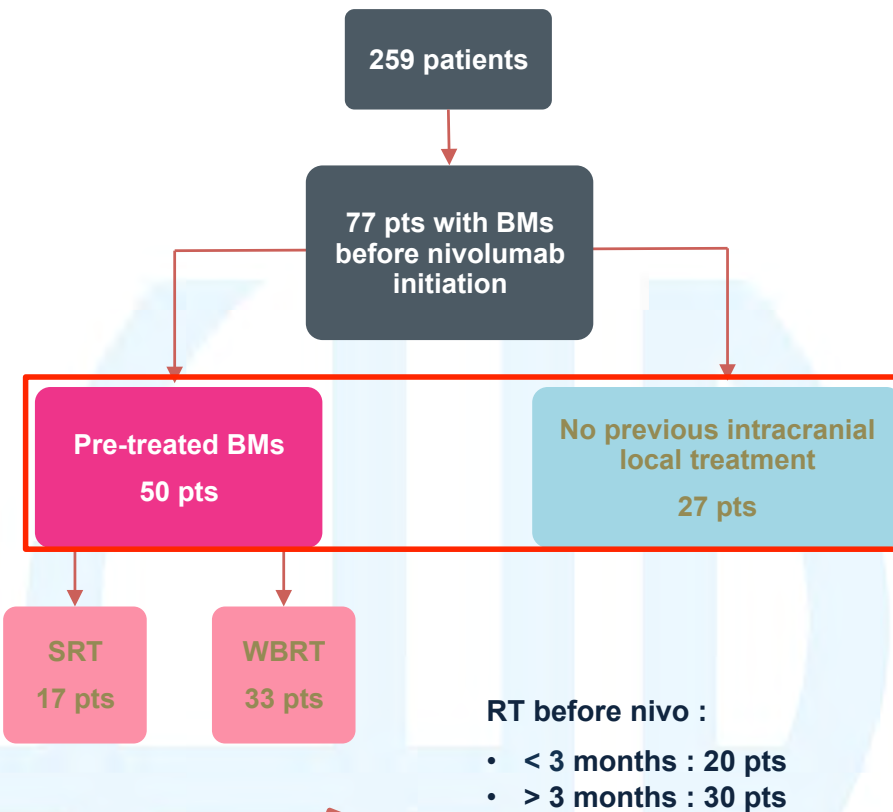 259 patients
77 pts with BMs
before nivolumab
initiation
Pre-treated BMs
50 pts
No previous intracranial
local treatment
27 pts
SRT
17 pts
WBRT
33 pts
RT before nivo :
• < 3 months : 20 pts
• > 3 months : 30 pts